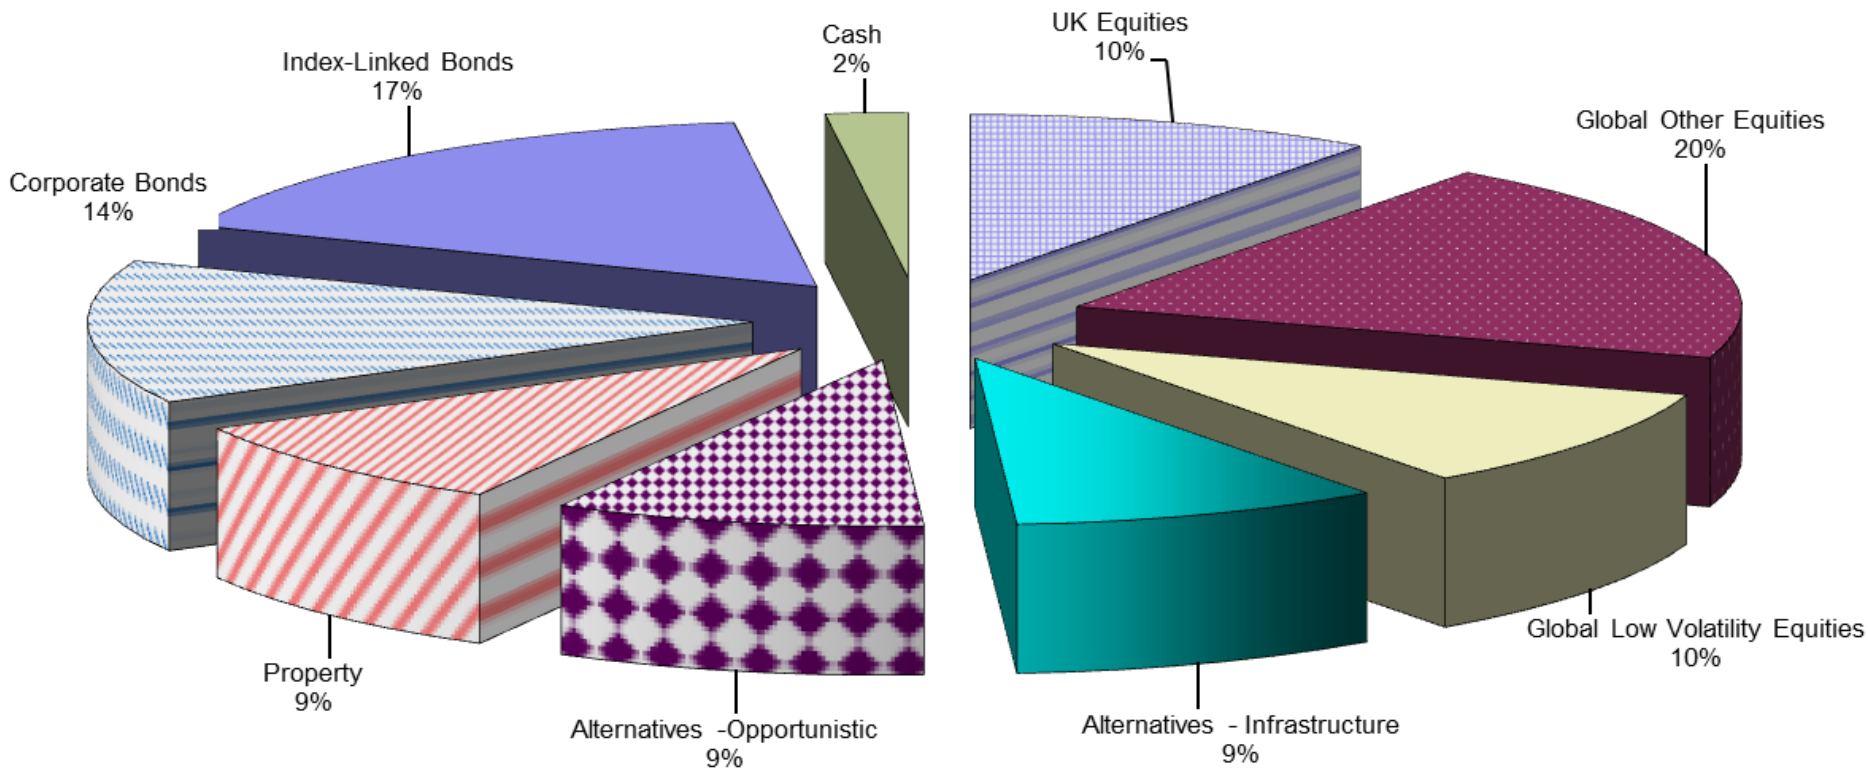 UK Equities
10%
Cash
2%
Index-Linked Bonds
17%
Global Other Equities
20%
Corporate Bonds
14%
Global Low Volatility Equities
10%
Property
9%
Alternatives -Opportunistic
9%
Alternatives - Infrastructure
9%